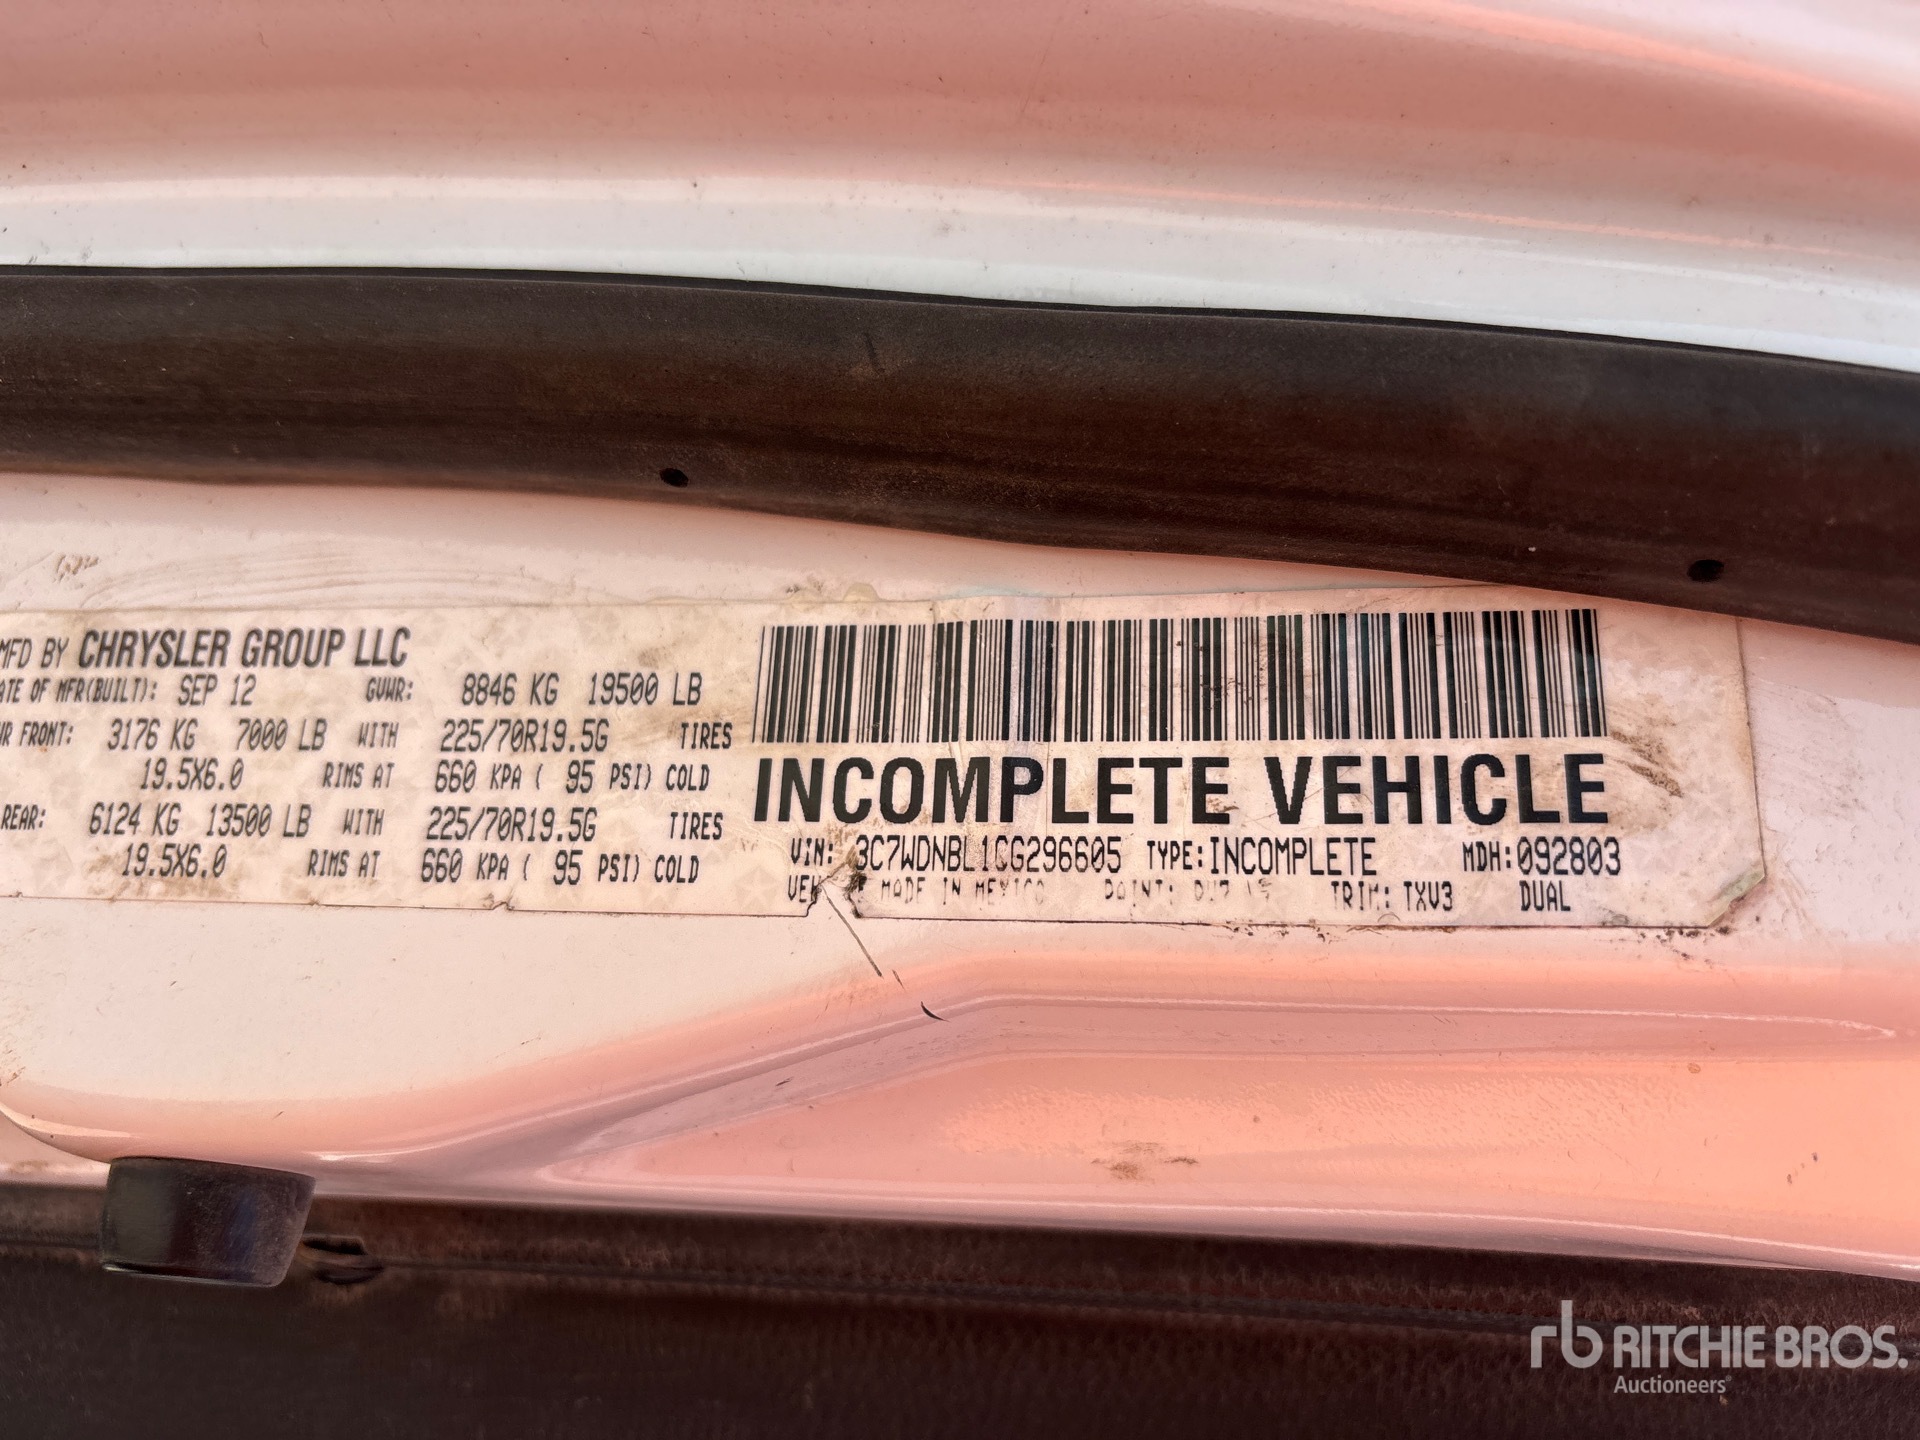 MFD BY CHRYSLER GROUP LLC
ATE OF MFR(BUILT): SEP 12 GVWR: 8846 KG 19500 LB
WR FRONT: 3176 KG 7000 LB WITH 225/70R19.5G TIRES
19.5X6.0 RIMS AT 660 KPA ( 95 PSI) COLD
REAR: 6124 KG 13500 LB WITH 225/70R19.5G TIRES
19.5X6.0 RIMS AT 660 KPA ( 95 PSI) COLD
INCOMPLETE VEHICLE
VIN: 3C7WDNBL1CG296605 TYPE: INCOMPLETE MDH: 092803
MADE IN MEXICO PAINT: TRIM: TXV3 DUAL
rb RITCHIE BROS.
Auctioneers